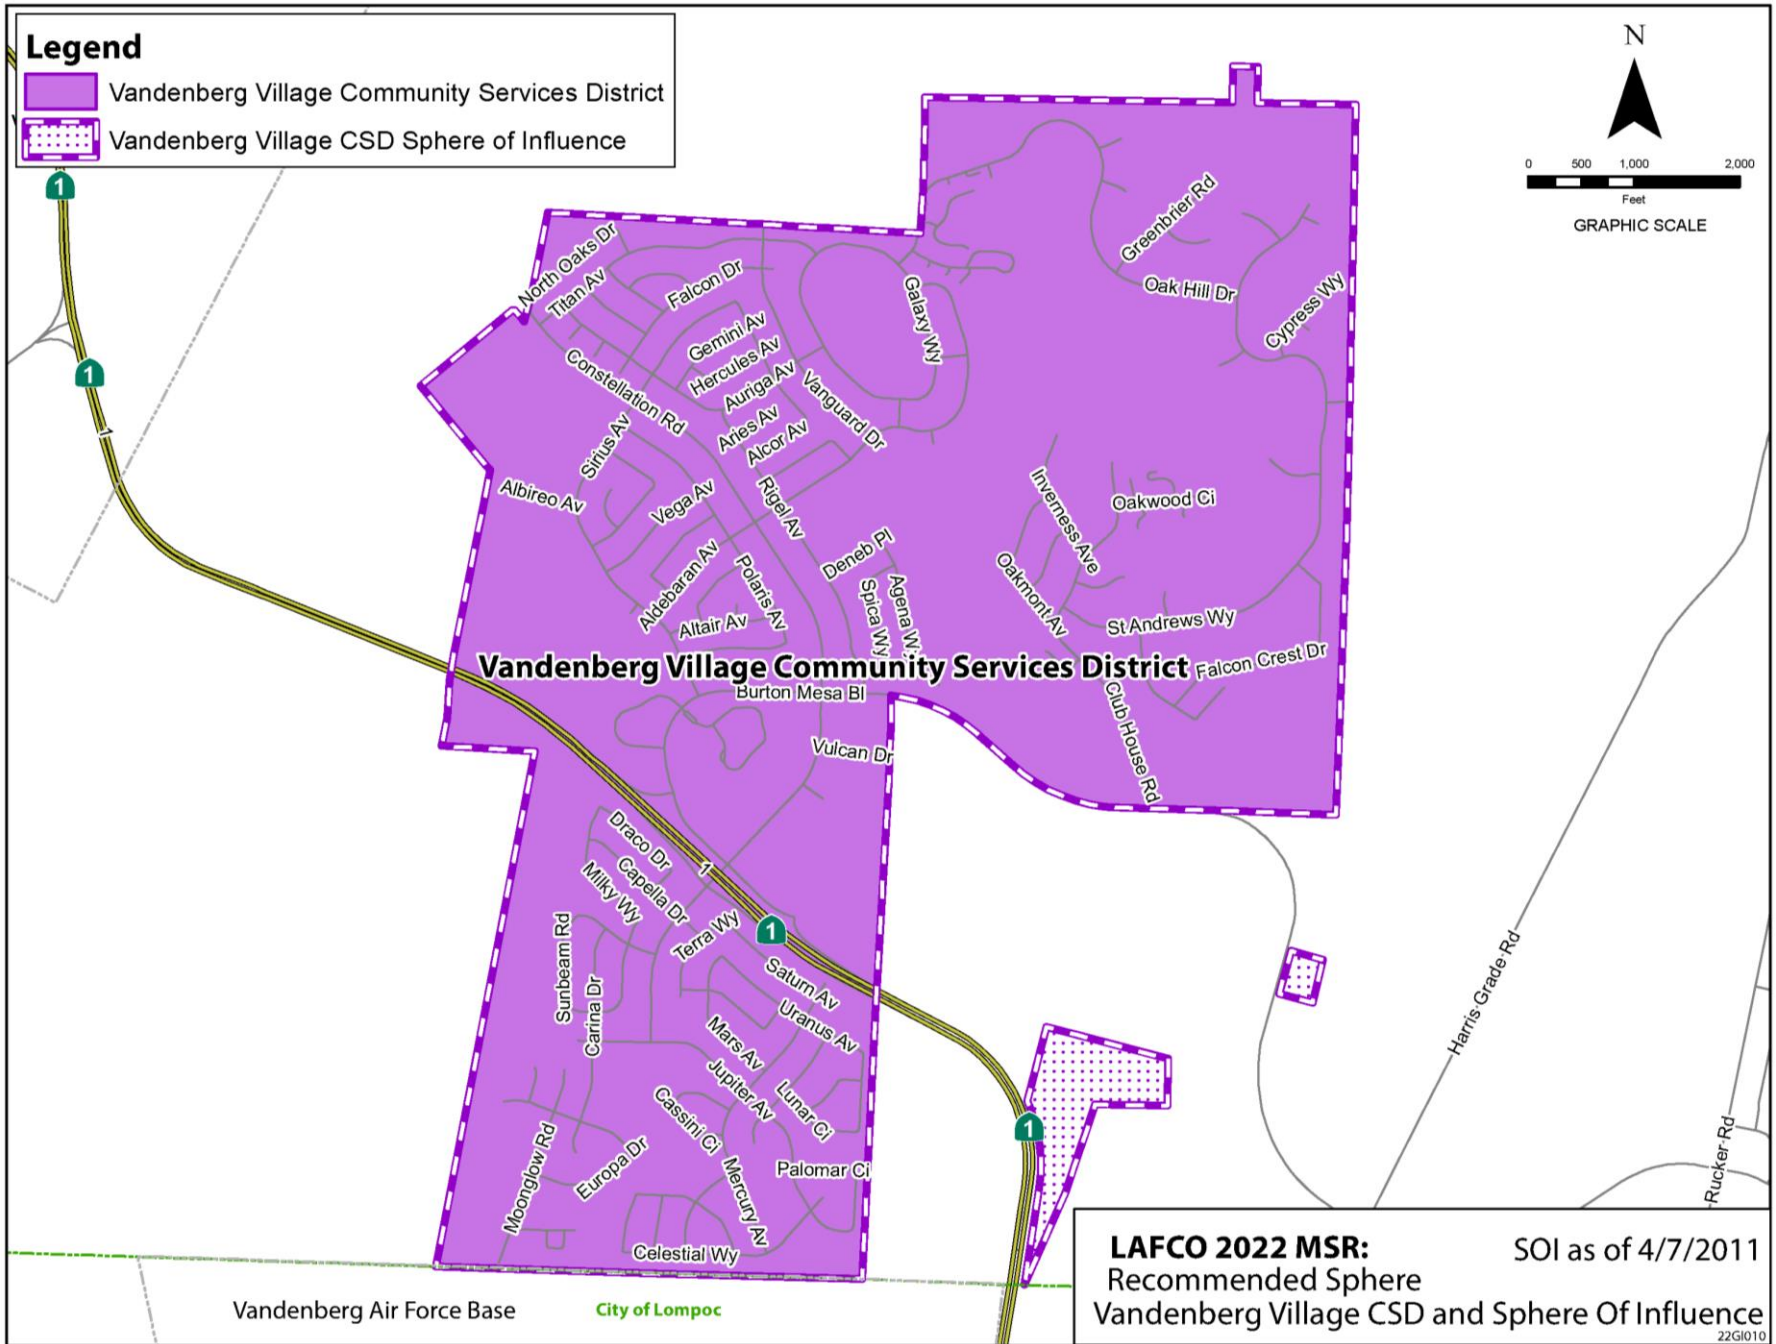 Legend
Vandenberg Village Community Services District
Vandenberg Village CSD Sphere of Influence
N
0 500 1,000 2,000
Feet
GRAPHIC SCALE
1
1
1
North Oaks Dr
Titan Av
Falcon Dr
Greenbrier Rd
Oak Hill Dr
Cypress Wy
Galaxy Wy
Gemini Av
Hercules Av
Auriga Av
Aries Av
Alcor Av
Vanguard Dr
Constellation Rd
Sirius Av
Albireo Av
Vega Av
Rigel Av
Inverness Ave
Oakwood Ci
Deneb Pl
Aldebaran Av
Polaris Av
Spica Wy
Agena Wy
Oakmont Av
Altair Av
St Andrews Wy
Falcon Crest Dr
Vandenberg Village Community Services District
Burton Mesa Bl
Club House Rd
Vulcan Dr
Draco Dr
Capella Dr
Milky Wy
1
Terra Wy
1
Sunbeam Rd
Carina Dr
Saturn Av
Uranus Av
Mars Av
Jupiter Av
Lunar Ci
Cassini Ci
Harris Grade Rd
1
Moonglow Rd
Europa Dr
Mercury Av
Palomar Ci
Rucker Rd
Celestial Wy
Vandenberg Air Force Base
City of Lompoc
LAFCO 2022 MSR: SOI as of 4/7/2011
Recommended Sphere
Vandenberg Village CSD and Sphere Of Influence
22GI010